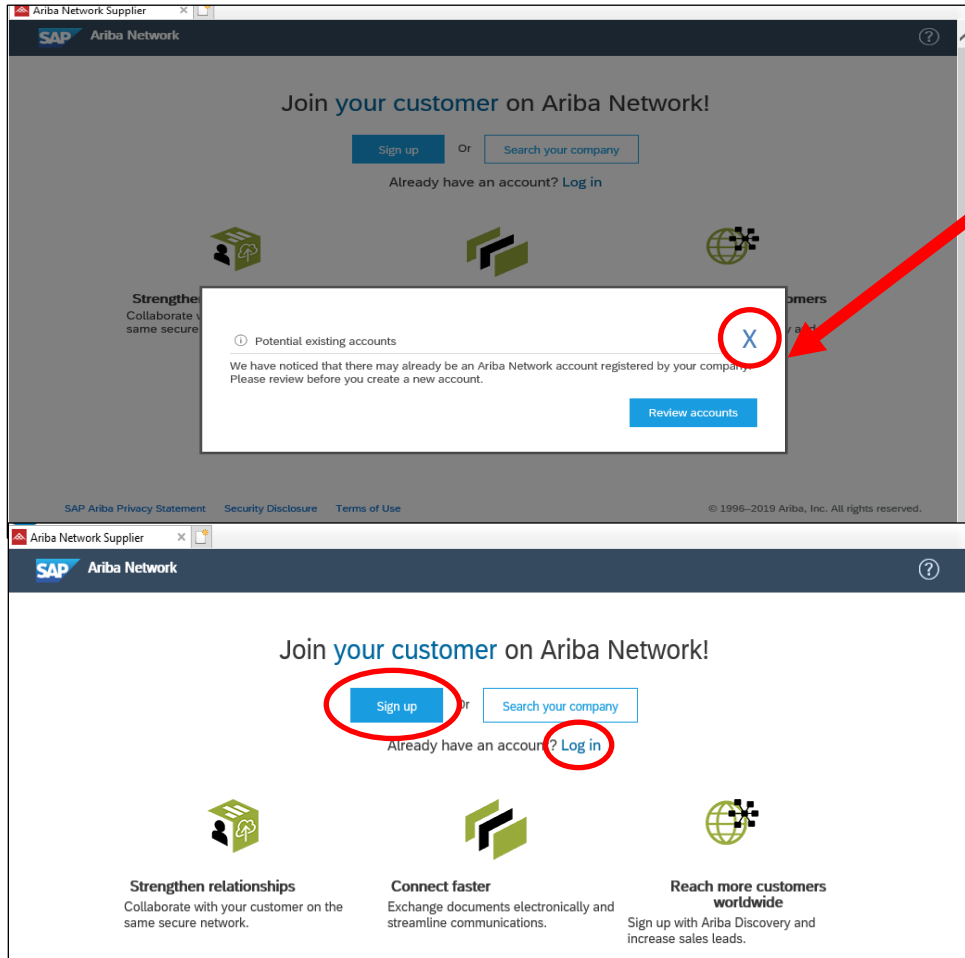 Ariba Network Supplier
SAP Ariba Network
Join your customer on Ariba Network!
Sign up Or Search your company
Already have an account? Log in
Strengthe
Collaborate
same secure
omers
Potential existing accounts X
We have noticed that there may already be an Ariba Network account registered by your company.
Please review before you create a new account.
Review accounts
SAP Ariba Privacy Statement Security Disclosure Terms of Use © 1996–2019 Ariba, Inc. All rights reserved.
Ariba Network Supplier
SAP Ariba Network
Join your customer on Ariba Network!
Sign up Or Search your company
Already have an account? Log in
Strengthen relationships
Collaborate with your customer on the
same secure network.
Connect faster
Exchange documents electronically and
streamline communications.
Reach more customers
worldwide
Sign up with Ariba Discovery and
increase sales leads.